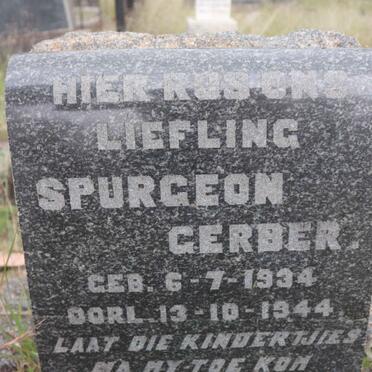 HIER RUS ONS
LIEFLING
SPURGEON
GERBER.
GEB. 6-7-1934
OORL. 13-10-1944.
LAAT DIE KINDERTJIES
NA MY TOE KOM